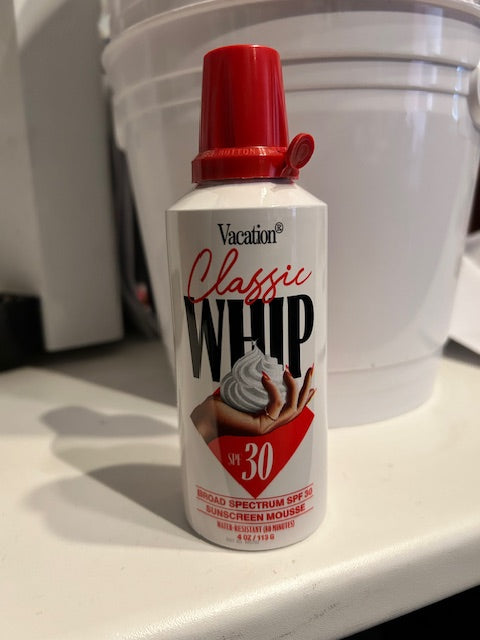 Vacation®
Classic
WHIP
SPF 30
BROAD SPECTRUM SPF 30
SUNSCREEN MOUSSE
WATER-RESISTANT (80 MINUTES)
4 OZ / 113 G